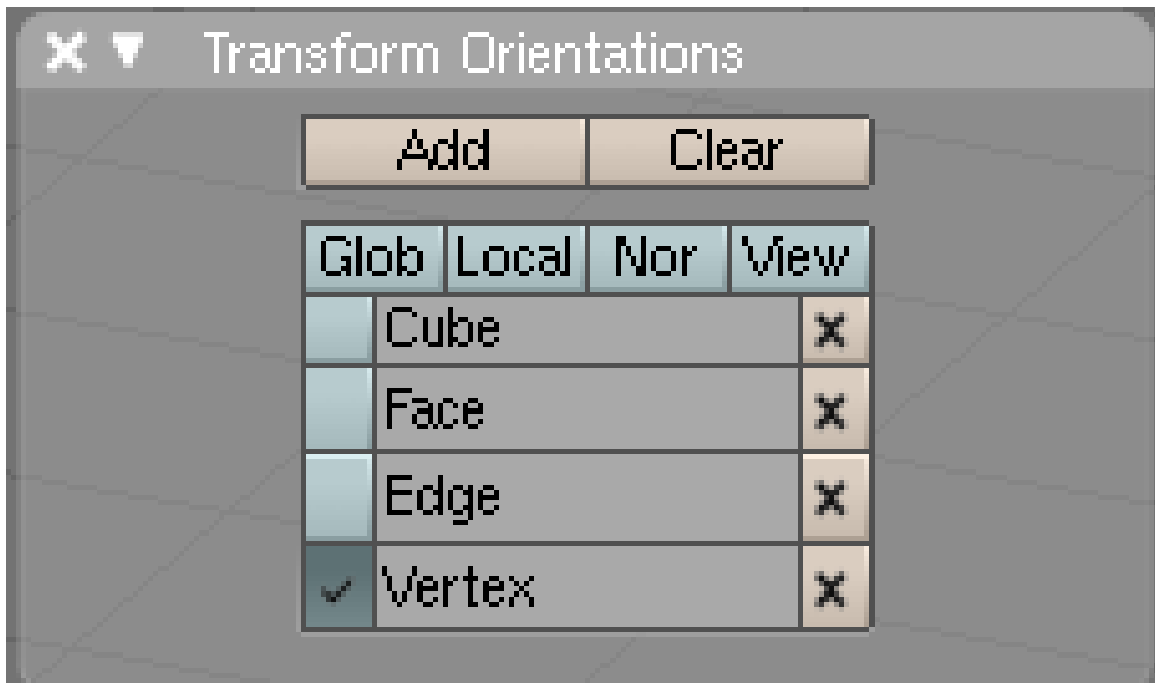 Transform Orientations
Add Clear
Glob Local Nor View
Cube
Face
Edge
Vertex